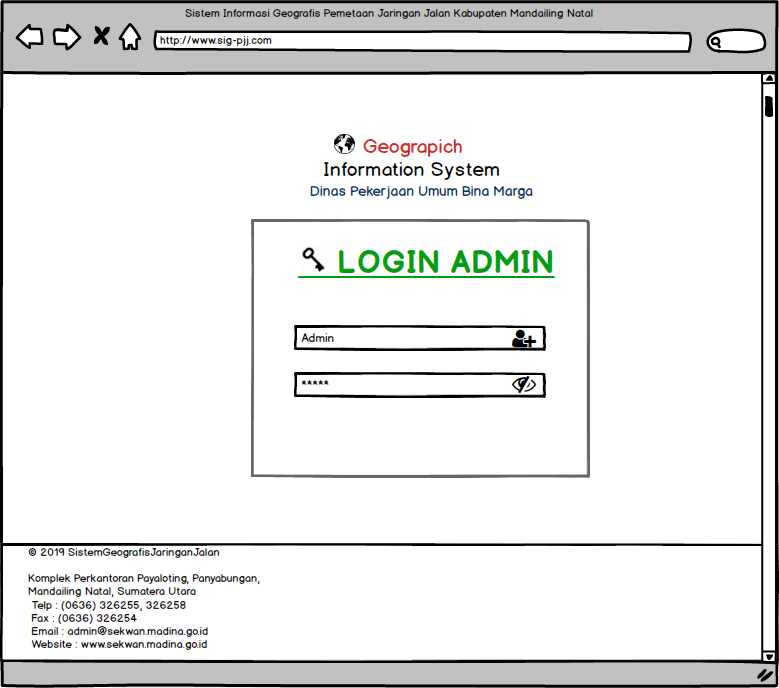 Sistem Informasi Geografis Pemetaan Jaringan Jalan Kabupaten Mandailing Natal
http://www.sig-pjj.com
Geograpich
Information System
Dinas Pekerjaan Umum Bina Marga
LOGIN ADMIN
Admin
*****
© 2019 SistemGeografisJaringanJalan
Komplek Perkantoran Payaloting, Panyabungan,
Mandailing Natal, Sumatera Utara
Telp : (0636) 326255, 326258
Fax : (0636) 326254
Email : admin@sekwan.madina.go.id
Website : www.sekwan.madina.go.id